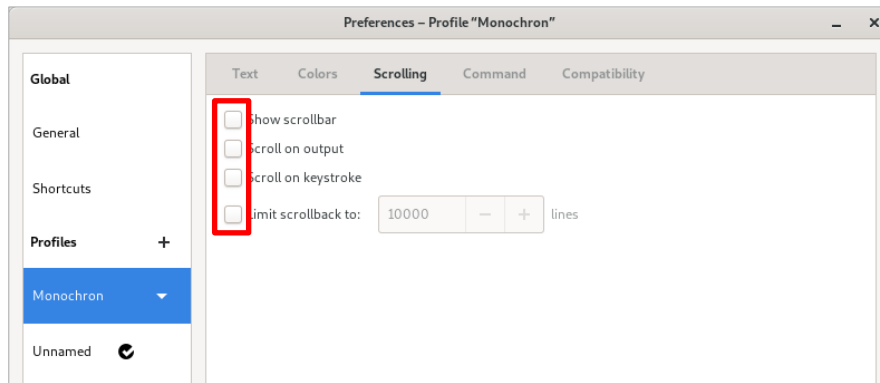 Preferences – Profile “Monochron”
Global
General
Shortcuts
Profiles +
Monochron
Unnamed
Text Colors Scrolling Command Compatibility
Show scrollbar
Scroll on output
Scroll on keystroke
Limit scrollback to: 10000 − + lines